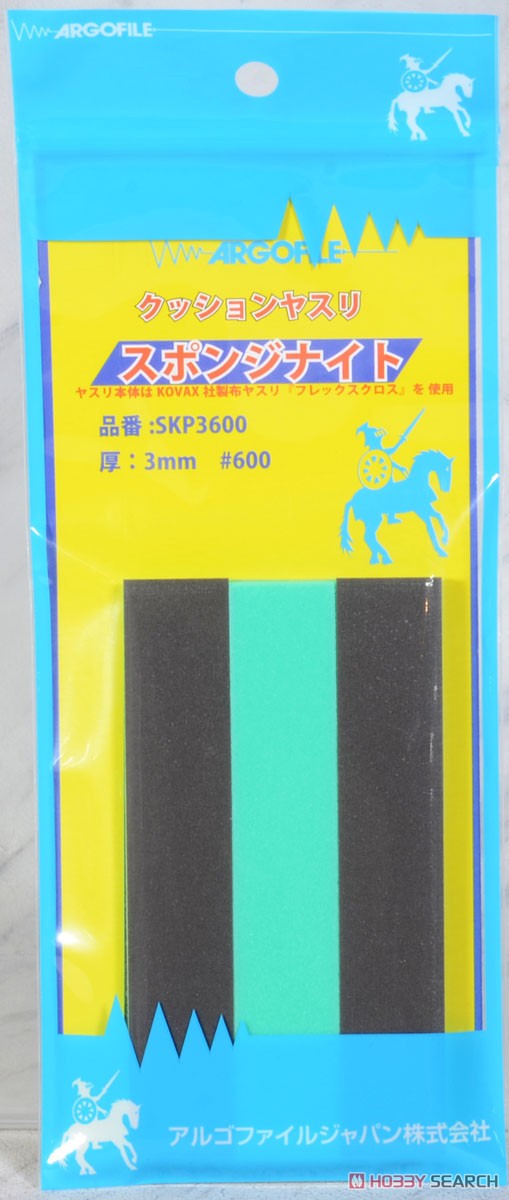 ARGOFILE
ARGOFILE
クッションヤスリ
スポンジナイト
ヤスリ本体は KOVAX 社製布ヤスリ『フレックスクロス』を 使用
品番 :SKP3600
厚：3mm #600
アルゴファイルジャパン株式会社
HOBBY SEARCH